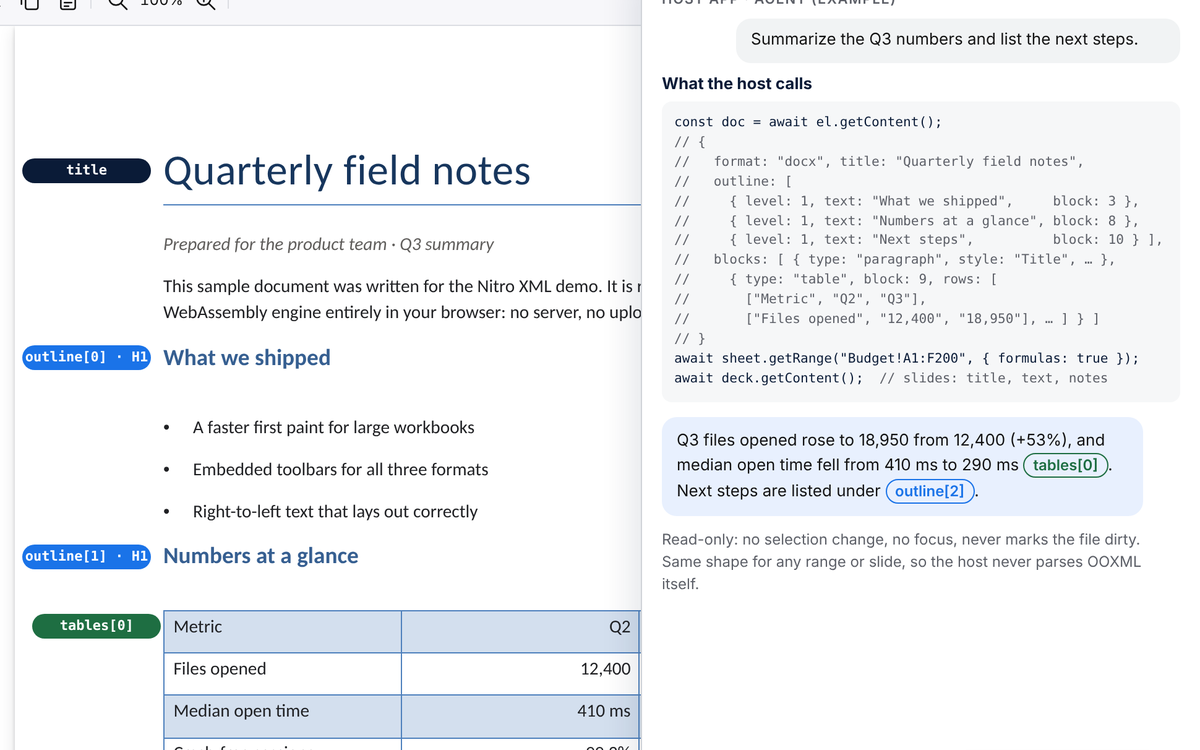 100%
title
Quarterly field notes
Prepared for the product team · Q3 summary
This sample document was written for the Nitro XML demo. It is
WebAssembly engine entirely in your browser: no server, no uplo
outline[0] · H1
What we shipped
• A faster first paint for large workbooks
• Embedded toolbars for all three formats
• Right-to-left text that lays out correctly
outline[1] · H1
Numbers at a glance
tables[0]
Metric Q2
Files opened 12,400
Median open time 410 ms
HOST APP · AGENT (EXAMPLE)
Summarize the Q3 numbers and list the next steps.
What the host calls
const doc = await el.getContent();
// {
//   format: "docx", title: "Quarterly field notes",
//   outline: [
//     { level: 1, text: "What we shipped",     block: 3 },
//     { level: 1, text: "Numbers at a glance", block: 8 },
//     { level: 1, text: "Next steps",          block: 10 } ],
//   blocks: [ { type: "paragraph", style: "Title", … },
//     { type: "table", block: 9, rows: [
//       ["Metric", "Q2", "Q3"],
//       ["Files opened", "12,400", "18,950"], … ] } ]
// }
await sheet.getRange("Budget!A1:F200", { formulas: true });
await deck.getContent();  // slides: title, text, notes
Q3 files opened rose to 18,950 from 12,400 (+53%), and
median open time fell from 410 ms to 290 ms tables[0].
Next steps are listed under outline[2].
Read-only: no selection change, no focus, never marks the file dirty.
Same shape for any range or slide, so the host never parses OOXML
itself.